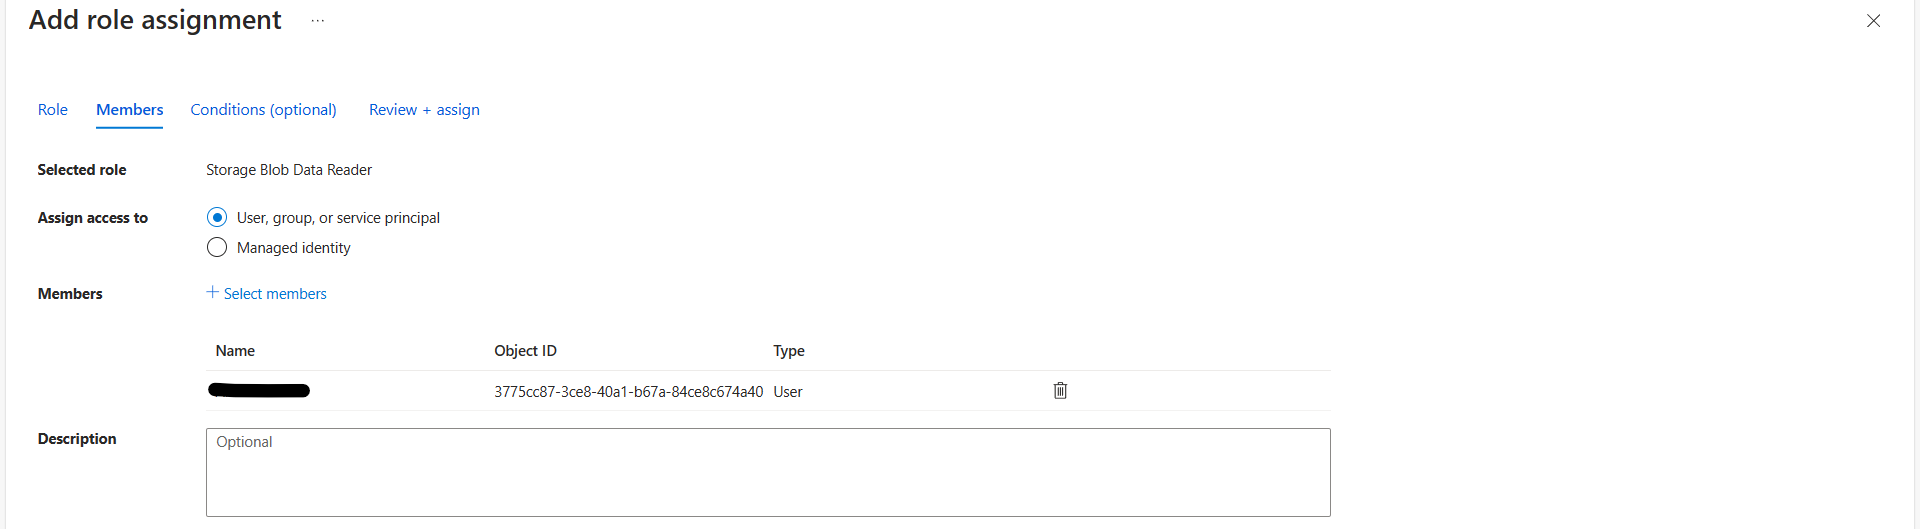 Add role assignment ...
Role Members Conditions (optional) Review + assign
Selected role Storage Blob Data Reader
Assign access to User, group, or service principal
Managed identity
Members + Select members
Name Object ID Type
3775cc87-3ce8-40a1-b67a-84ce8c674a40 User
Description Optional